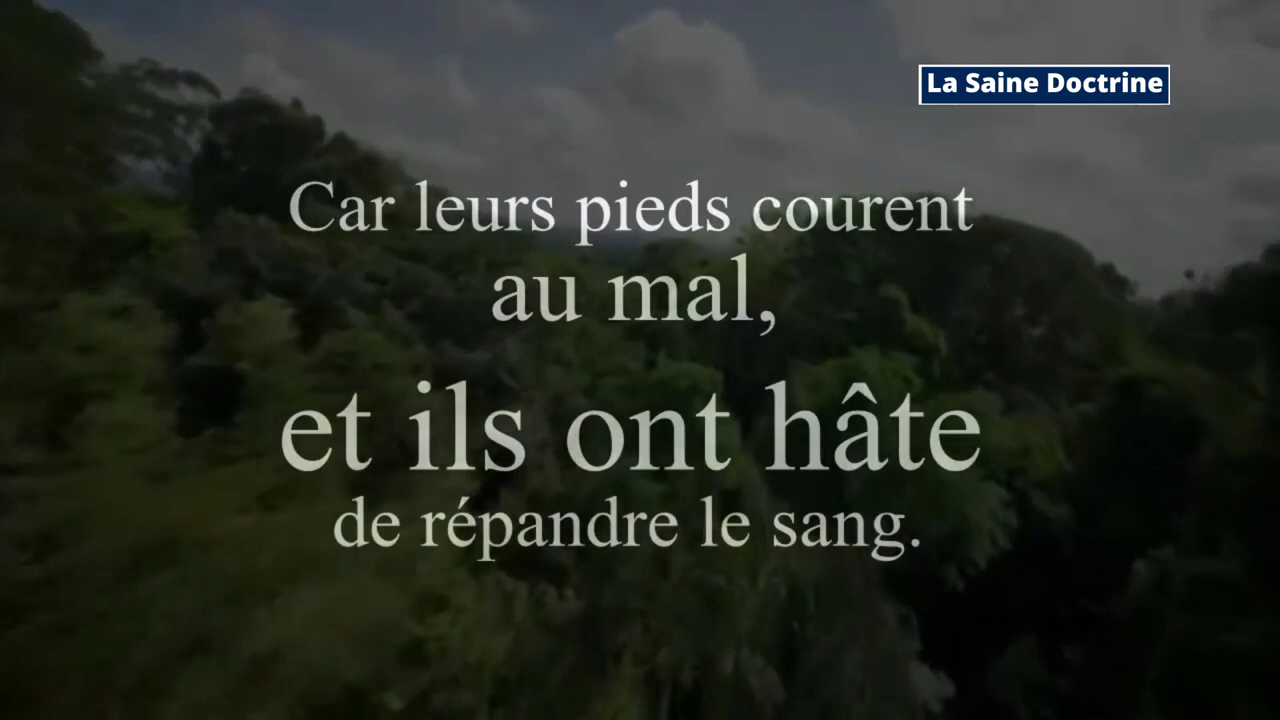 La Saine Doctrine
Car leurs pieds courent
au mal,
et ils ont hâte
de répandre le sang.